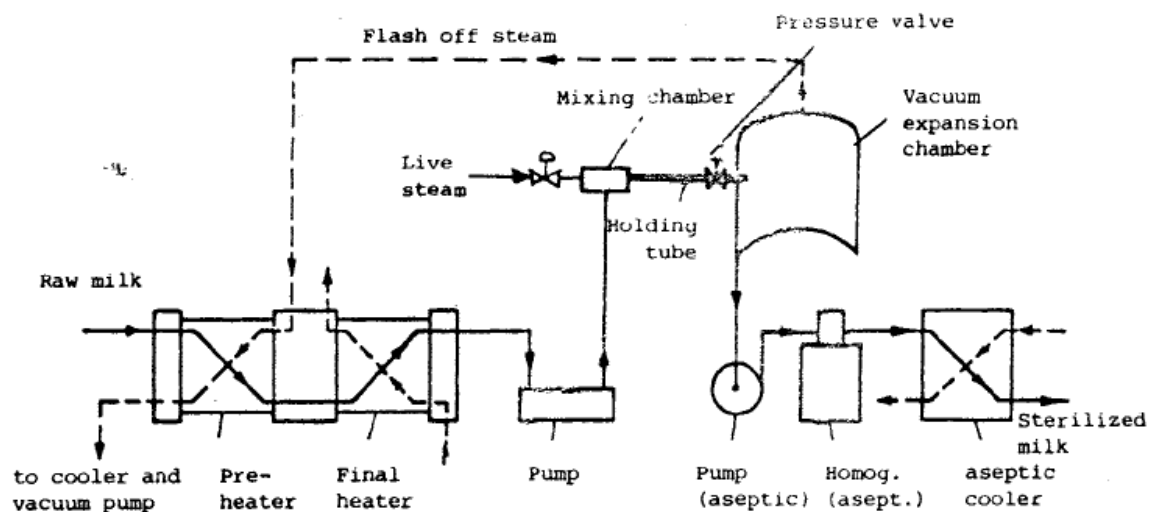 Pressure valve
Flash off steam
Mixing chamber
Vacuum
expansion
chamber
Live
steam
Holding
tube
Raw milk
Sterilized
milk
to cooler and
vacuum pump
Pre-
heater
Final
heater
Pump
Pump
(aseptic)
Homog.
(asept.)
aseptic
cooler